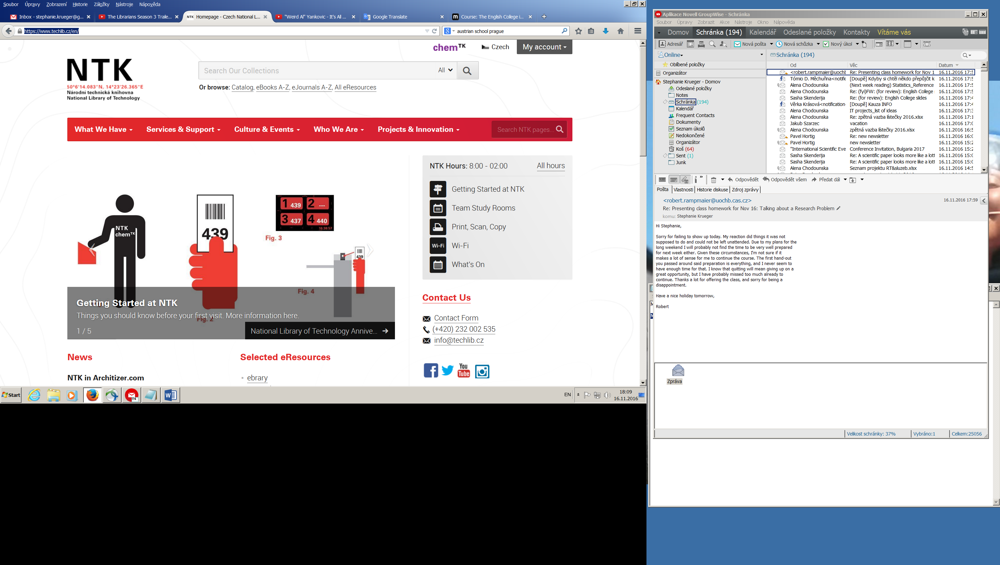 Soubor Úpravy Zobrazení Historie Záložky Nástroje Nápověda
Inbox - stephanie.krueger@g...
The Librarians Season 3 Traile...
NTK Homepage - Czech National L...
"Weird Al" Yankovic - It's All ...
Google Translate
m Course: The English College i...
https://www.techlib.cz/en/
austrian school prague
chemTK
Czech
My account
NTK
50°6'14.083"N, 14°23'26.365"E
Národní technická knihovna
National Library of Technology
Search Our Collections
All
Or browse: Catalog, eBooks A-Z, eJournals A-Z, All eResources
What We Have
Services & Support
Culture & Events
Who We Are
Projects & Innovation
Search NTK pages...
NTK
chemTK
439
1 439 2 ---
3 437 4 440
16.38:57
Fig. 3
439
Fig. 4
Fig. 2
Getting Started at NTK
Things you should know before your first visit. More information here.
1 / 5
National Library of Technology Annive...
NTK Hours: 8:00 - 02:00
All hours
Getting Started at NTK
Team Study Rooms
Print, Scan, Copy
Wi-Fi Wi-Fi
What's On
Contact Us
Contact Form
(+420) 232 002 535
info@techlib.cz
You
Tube
News
NTK in Architizer.com
Selected eResources
ebrary
Start
194
EN
18:09
16.11.2016
Aplikace Novell GroupWise - Schránka
Soubor Úpravy Zobrazit Akce Nástroje Okno Nápověda
Domov Schránka (194) Kalendář Odeslané položky Kontakty Vítáme vás
Adresář
Nová pošta
Nová schůzka
Nový úkol
Online
Oblíbené položky
Organizátor
Stephanie Krueger - Domov
Odeslané položky
Notes
Schránka (194)
Kalendář
Frequent Contacts
Dokumenty
Seznam úkolů
Nedokončené
Organizátor
Koš (64)
Sent (1)
Junk
Schránka (194)
Od Věc Datum
<robert.rampmaier@uochb Re: Presenting class homework for Nov 1 16.11.2016 17:5
Tómio D. Měchuřina<notific [Doupě] Kdyby si chtěl někdo přepůjčit k 16.11.2016 17:5
Alena Chodounska (Next week reading) Statistics_Reference 16.11.2016 17:5
Alena Chodounska Re: (fyi)FW: (for review): English College 16.11.2016 17:5
Sasha Skenderija Re: (for review): English College slides 16.11.2016 17:4
Věrka Krásová<notification- [Doupě] Kauza INFO 16.11.2016 17:4
Alena Chodounska IT projects_list of ideas 16.11.2016 17:3
Alena Chodounska Re: zpětná vazba lístečky 2016.xlsx 16.11.2016 17:1
Jakub Szarzec vacation 16.11.2016 17:0
Alena Chodounska zpětná vazba lístečky 2016.xlsx 16.11.2016 16:5
Pavel Hortig Re: new newsletter 16.11.2016 16:0
Pavel Hortig new newsletter 16.11.2016 15:2
"International Scientific Eve Conference Invitation, Bulgaria 2017 16.11.2016 15:2
Sasha Skenderija Re: A scientific paper looks more like a lott 16.11.2016 15:0
Sasha Skenderija Re: A scientific paper looks more like a lott 16.11.2016 15:0
Alena Chodounska Seznam projektu RT&sluzeb.xlsx 16.11.2016 14:5
Odpovědět
Odpovědět všem
Předat dál
Pošta Vlastnosti Historie diskuse Zdroj zprávy
<robert.rampmaier@uochb.cas.cz>
16.11.2016 17:59
Re: Presenting class homework for Nov 16: Talking about a Research Problem
komu: Stephanie Krueger
Hi Stephanie,
Sorry for failing to show up today. My reaction did things it was not
supposed to do and could not be left unattended. Due to my plans for the
long weekend I will probably not find the time to be very well prepared
for next week either. Given these circumstances, I'm not sure if it
makes a lot of sense for me to continue the course. The first hand-out
you passed around said preparation is everything, and I never seem to
have enough time for that. I know that quitting will mean giving up on a
great opportunity, but I have probably missed too much already to
continue. Thanks a lot for offering the class, and sorry for being a
disappointment.
Have a nice holiday tomorrow,
Robert
Zpráva
Velikost schránky: 37%
Vybráno:1
Celkem:25056